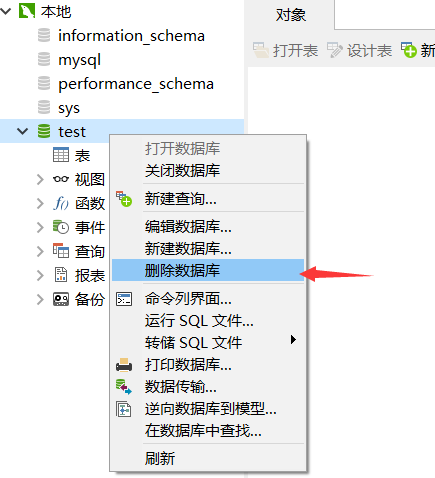 本地
对象
information_schema
mysql
performance_schema
sys
test
打开表 设计表 新
表
视图
f() 函数
事件
查询
报表
备份
打开数据库
关闭数据库
新建查询...
编辑数据库...
新建数据库...
删除数据库
命令列界面...
运行 SQL 文件...
转储 SQL 文件
打印数据库...
数据传输...
逆向数据库到模型...
在数据库中查找...
刷新